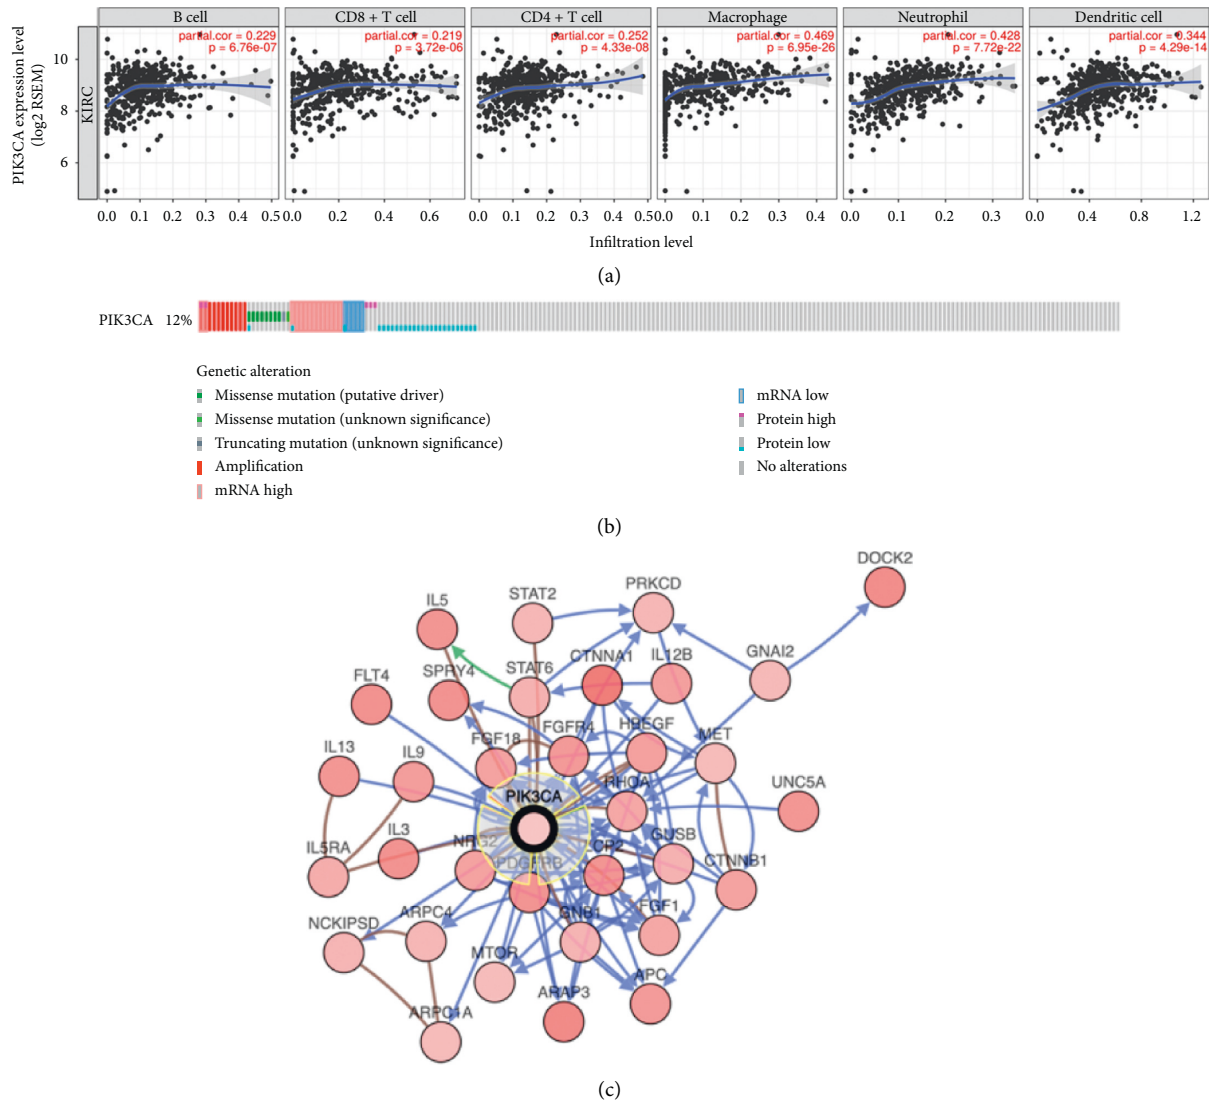 B cell
CD8 + T cell
CD4 + T cell
Macrophage
Neutrophil
Dendritic cell
partial.cor = 0.229
p = 6.76e-07
partial.cor = 0.219
p = 3.72e-06
partial.cor = 0.252
p = 4.33e-08
partial.cor = 0.469
p = 6.95e-26
partial.cor = 0.428
p = 7.72e-22
partial.cor = 0.344
p = 4.29e-14
PIK3CA expression level
(log2 RSEM)
KIRC
10
8
6
0.0 0.1 0.2 0.3 0.4 0.5
0.0 0.2 0.4 0.6
0.0 0.1 0.2 0.3 0.4 0.5
0.0 0.1 0.2 0.3 0.4
0.0 0.1 0.2 0.3
0.0 0.4 0.8 1.2
Infiltration level
(a)
PIK3CA 12%
Genetic alteration
Missense mutation (putative driver)
Missense mutation (unknown significance)
Truncating mutation (unknown significance)
Amplification
mRNA high
mRNA low
Protein high
Protein low
No alterations
(b)
DOCK2
PRKCD
STAT2
IL5
GNAI2
CTNNA1
IL12B
STAT6
SPRY4
FLT4
FGFR4
HBEGF
MET
FGF18
IL13
IL9
UNC5A
RHOA
PIK3CA
IL3
NRG2
LCP2
GUSB
IL5RA
PDGFRB
CTNNB1
NCKIPSD
ARPC4
GNB1
FGF1
MTOR
APC
ARAP3
ARPC1A
(c)